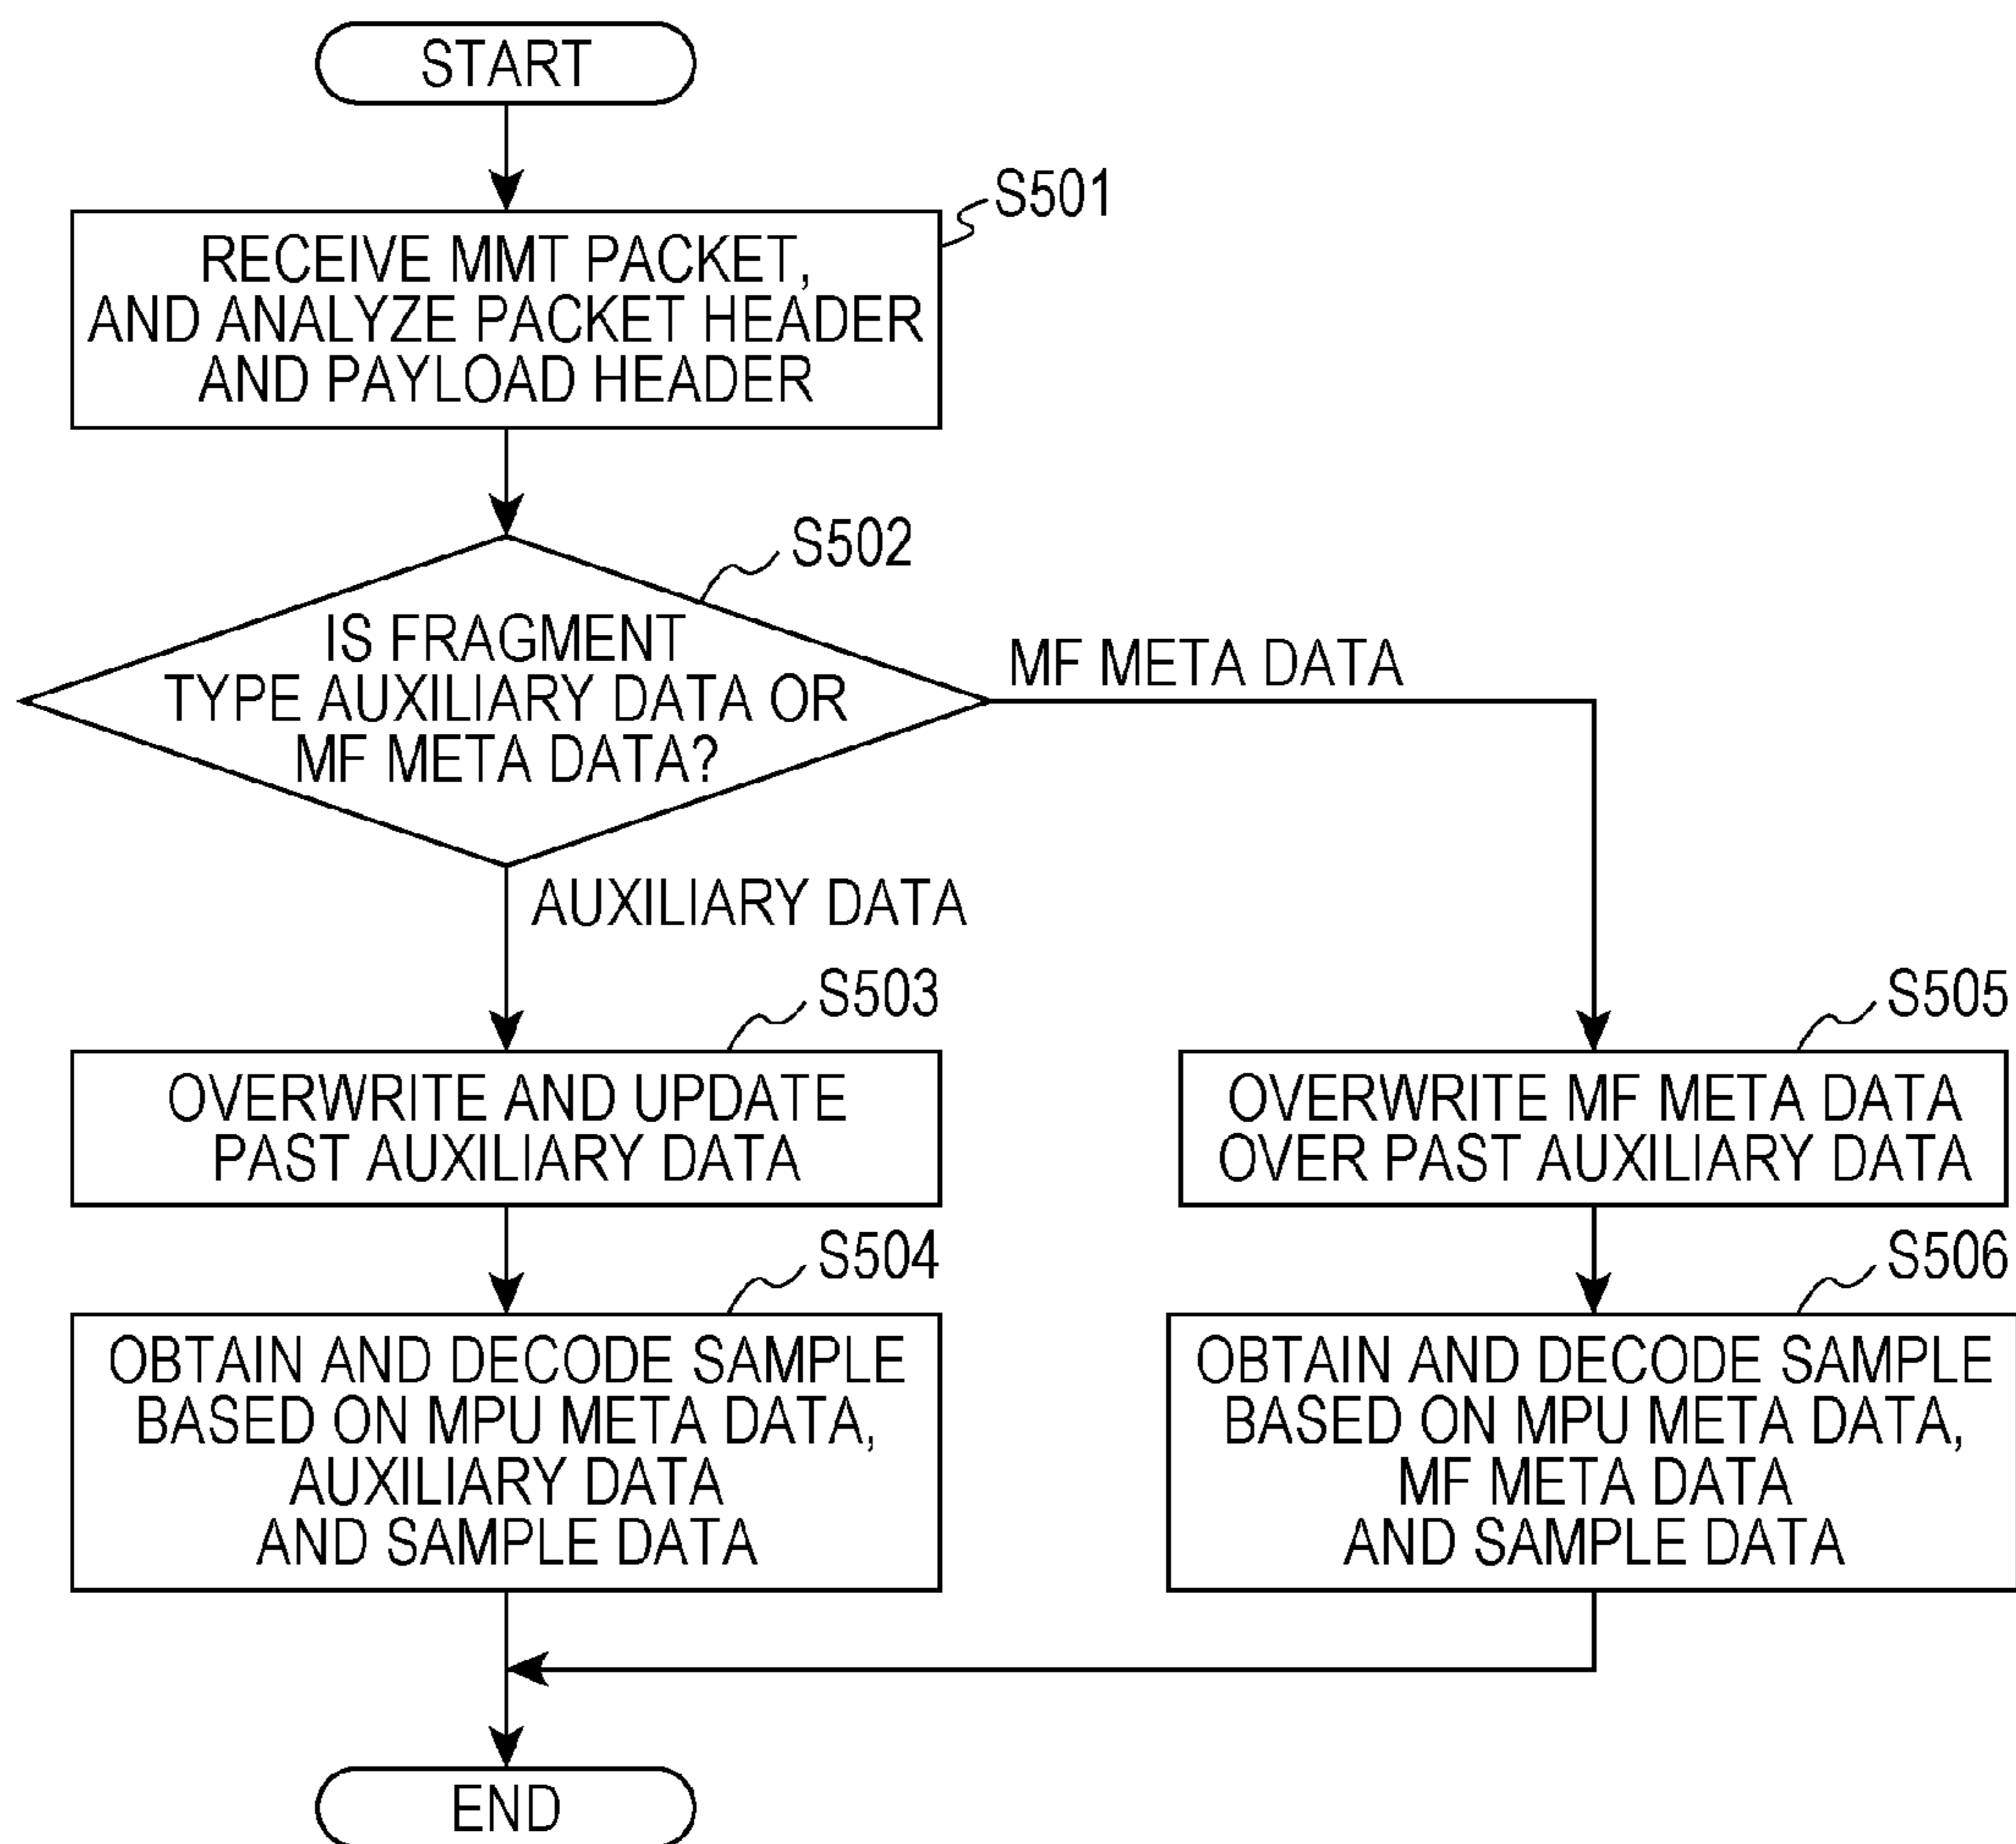 START
S501
RECEIVE MMT PACKET,
AND ANALYZE PACKET HEADER
AND PAYLOAD HEADER
S502
IS FRAGMENT
TYPE AUXILIARY DATA OR
MF META DATA?
MF META DATA
AUXILIARY DATA
S503
OVERWRITE AND UPDATE
PAST AUXILIARY DATA
S505
OVERWRITE MF META DATA
OVER PAST AUXILIARY DATA
S504
OBTAIN AND DECODE SAMPLE
BASED ON MPU META DATA,
AUXILIARY DATA
AND SAMPLE DATA
S506
OBTAIN AND DECODE SAMPLE
BASED ON MPU META DATA,
MF META DATA
AND SAMPLE DATA
END